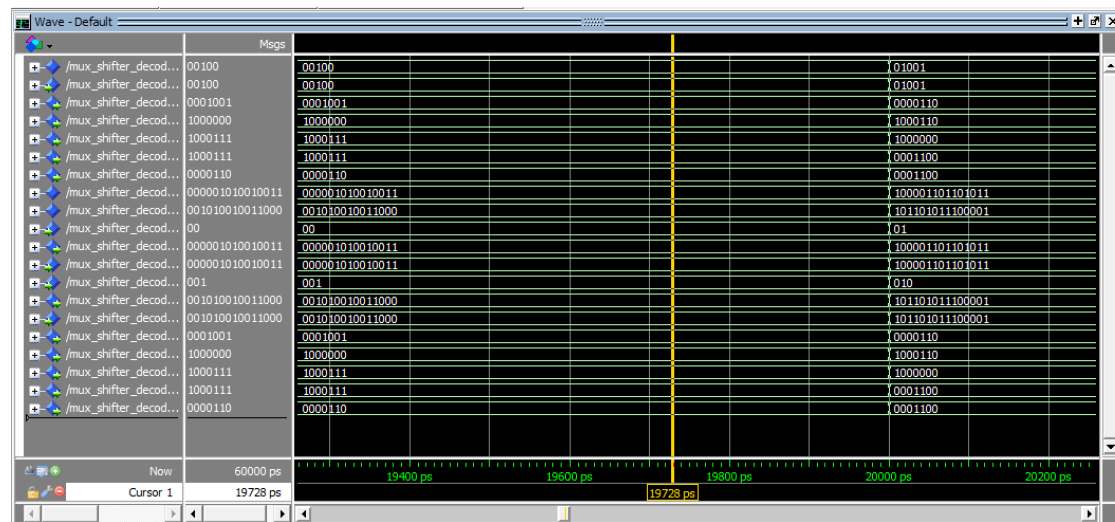 Wave - Default
Msgs
/mux_shifter_decod... 00100 00100 01001
/mux_shifter_decod... 00100 00100 01001
/mux_shifter_decod... 0001001 0001001 0000110
/mux_shifter_decod... 1000000 1000000 1000110
/mux_shifter_decod... 1000111 1000111 1000000
/mux_shifter_decod... 1000111 1000111 0001100
/mux_shifter_decod... 0000110 0000110 0001100
/mux_shifter_decod... 000001010010011 000001010010011 100001101101011
/mux_shifter_decod... 001010010011000 001010010011000 101101011100001
/mux_shifter_decod... 00 00 01
/mux_shifter_decod... 000001010010011 000001010010011 100001101101011
/mux_shifter_decod... 000001010010011 000001010010011 100001101101011
/mux_shifter_decod... 001 001 010
/mux_shifter_decod... 001010010011000 001010010011000 101101011100001
/mux_shifter_decod... 001010010011000 001010010011000 101101011100001
/mux_shifter_decod... 0001001 0001001 0000110
/mux_shifter_decod... 1000000 1000000 1000110
/mux_shifter_decod... 1000111 1000111 1000000
/mux_shifter_decod... 1000111 1000111 0001100
/mux_shifter_decod... 0000110 0000110 0001100
Now 60000 ps 19400 ps 19600 ps 19800 ps 20000 ps 20200 ps
Cursor 1 19728 ps 19728 ps